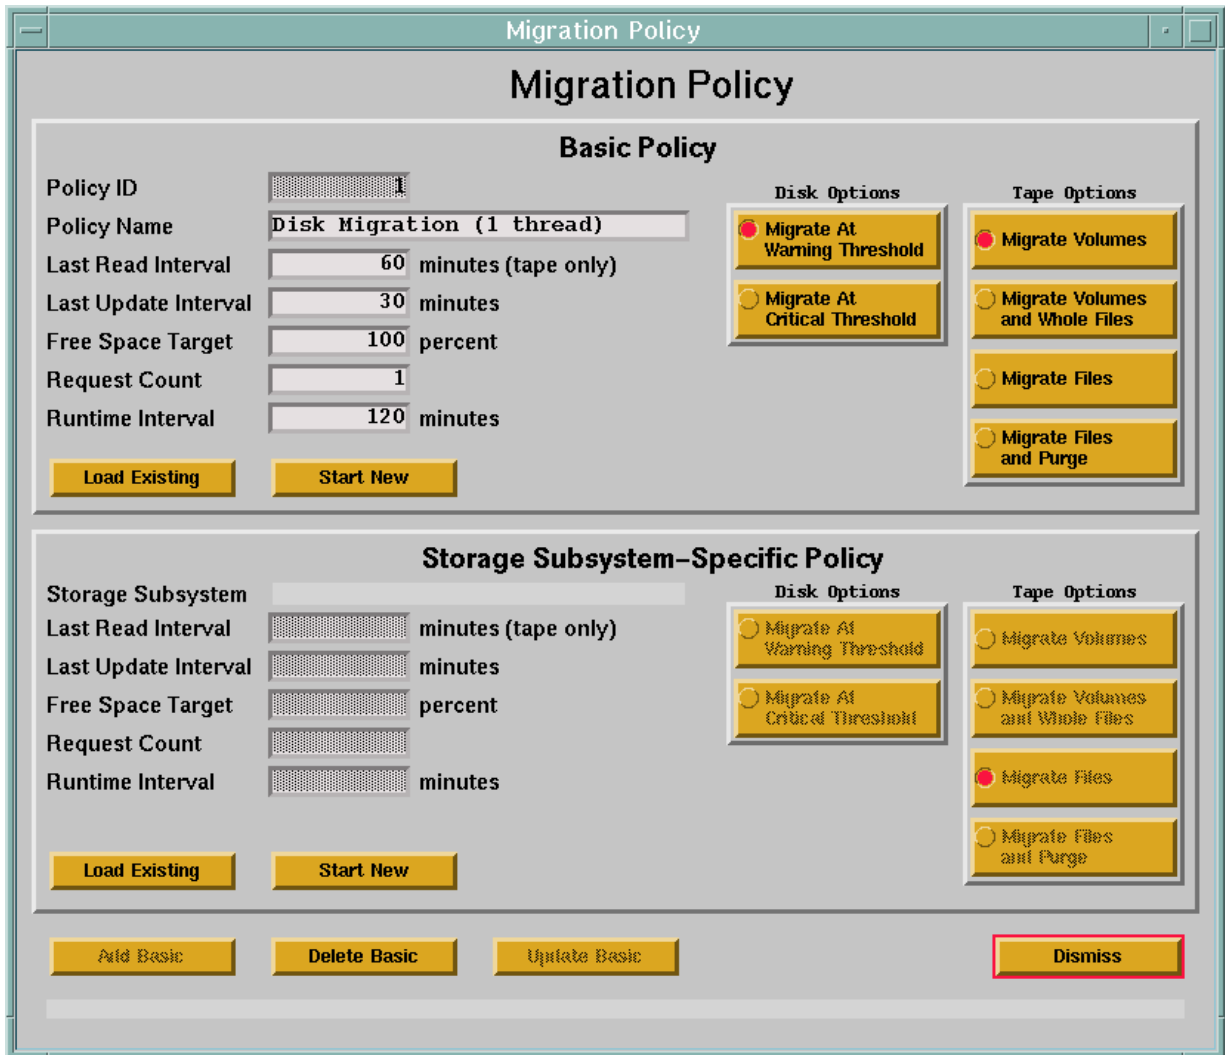 Migration Policy
Migration Policy
Basic Policy
Policy ID 1
Policy Name Disk Migration (1 thread)
Last Read Interval 60 minutes (tape only)
Last Update Interval 30 minutes
Free Space Target 100 percent
Request Count 1
Runtime Interval 120 minutes
Load Existing Start New
Disk Options
Migrate At
Warning Threshold
Migrate At
Critical Threshold
Tape Options
Migrate Volumes
Migrate Volumes
and Whole Files
Migrate Files
Migrate Files
and Purge
Storage Subsystem-Specific Policy
Storage Subsystem
Last Read Interval minutes (tape only)
Last Update Interval minutes
Free Space Target percent
Request Count
Runtime Interval minutes
Load Existing Start New
Disk Options
Migrate At
Warning Threshold
Migrate At
Critical Threshold
Tape Options
Migrate Volumes
Migrate Volumes
and Whole Files
Migrate Files
Migrate Files
and Purge
Add Basic Delete Basic Update Basic Dismiss